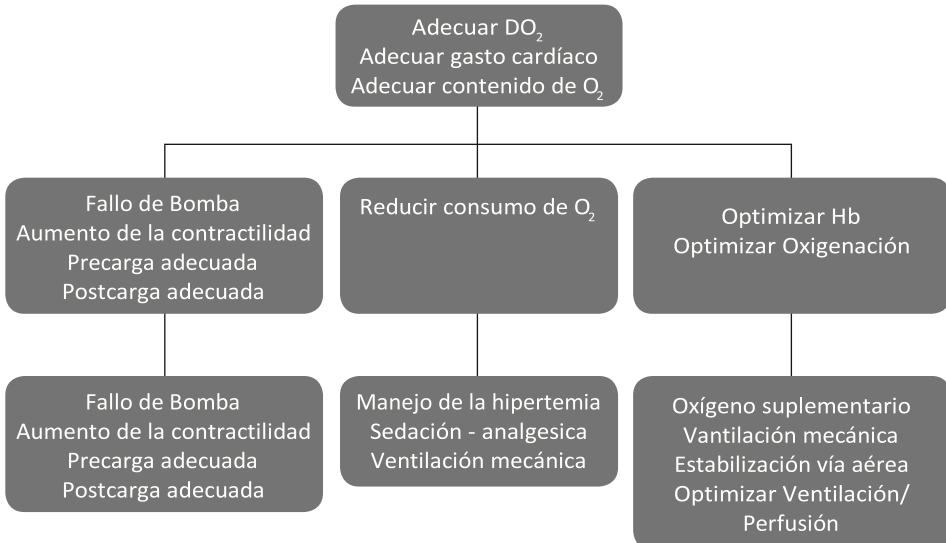 Adecuar DO₂
Adecuar gasto cardíaco
Adecuar contenido de O₂
Fallo de Bomba
Aumento de la contractilidad
Precarga adecuada
Postcarga adecuada
Reducir consumo de O₂
Optimizar Hb
Optimizar Oxigenación
Fallo de Bomba
Aumento de la contractilidad
Precarga adecuada
Postcarga adecuada
Manejo de la hipertemia
Sedación - analgesica
Ventilación mecánica
Oxígeno suplementario
Vantilación mecánica
Estabilización vía aérea
Optimizar Ventilación/
Perfusión